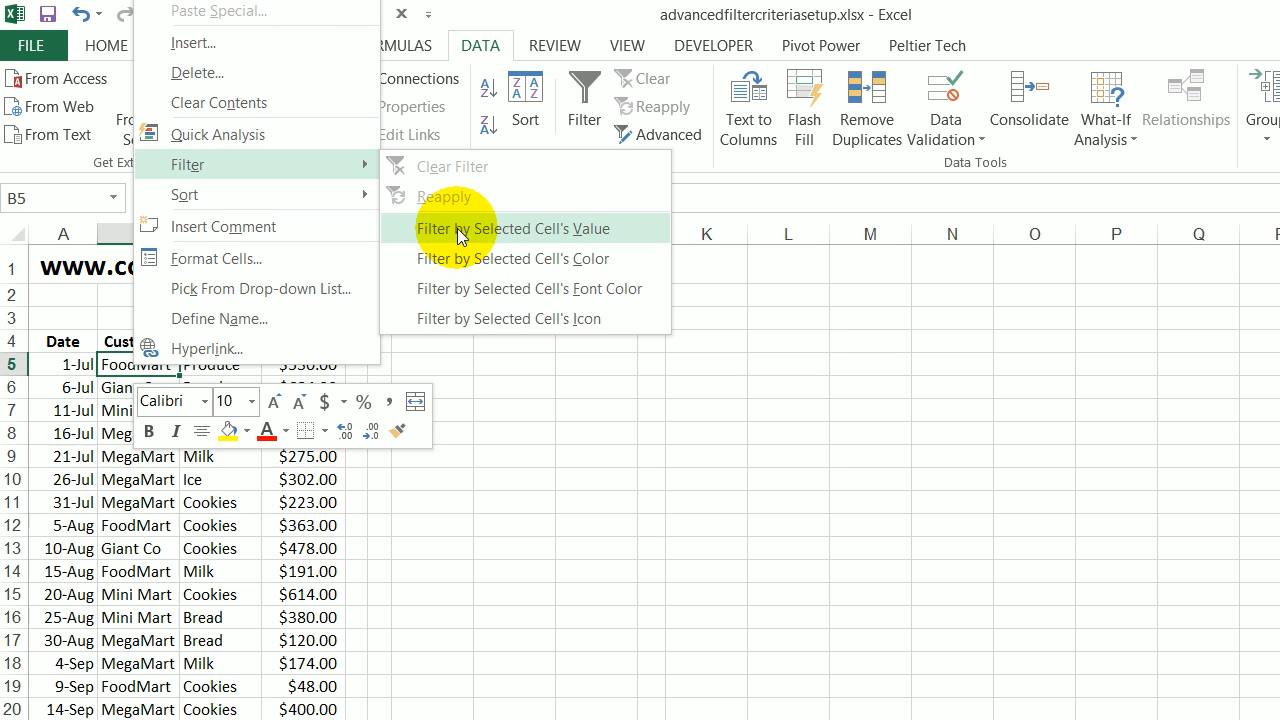 advancedfiltercriteriasetup.xlsx - Excel
FILE HOME RMULAS DATA REVIEW VIEW DEVELOPER Pivot Power Peltier Tech
From Access
From Web
From Text
Get Ext
Connections
Properties
Edit Links
Sort
Filter
Clear
Reapply
Advanced
Text to Columns
Flash Fill
Remove Duplicates
Data Validation
Consolidate
What-If Analysis
Relationships
Group
Data Tools
Paste Special...
Insert...
Delete...
Clear Contents
Quick Analysis
Filter
Sort
Insert Comment
Format Cells...
Pick From Drop-down List...
Define Name...
Hyperlink...
Clear Filter
Reapply
Filter by Selected Cell's Value
Filter by Selected Cell's Color
Filter by Selected Cell's Font Color
Filter by Selected Cell's Icon
B5
A K L M N O P Q
1 www.co
2
3
4 Date Cust
5 1-Jul FoodMart Produce
6 6-Jul Giant
7 11-Jul Mini
8 16-Jul Meg
Calibri 10 A A $ % ,
B I A
9 21-Jul MegaMart Milk $275.00
10 26-Jul MegaMart Ice $302.00
11 31-Jul MegaMart Cookies $223.00
12 5-Aug FoodMart Cookies $363.00
13 10-Aug Giant Co Cookies $478.00
14 15-Aug FoodMart Milk $191.00
15 20-Aug Mini Mart Cookies $614.00
16 25-Aug Mini Mart Bread $380.00
17 30-Aug MegaMart Bread $120.00
18 4-Sep MegaMart Milk $174.00
19 9-Sep FoodMart Cookies $48.00
20 14-Sep MegaMart Cookies $400.00